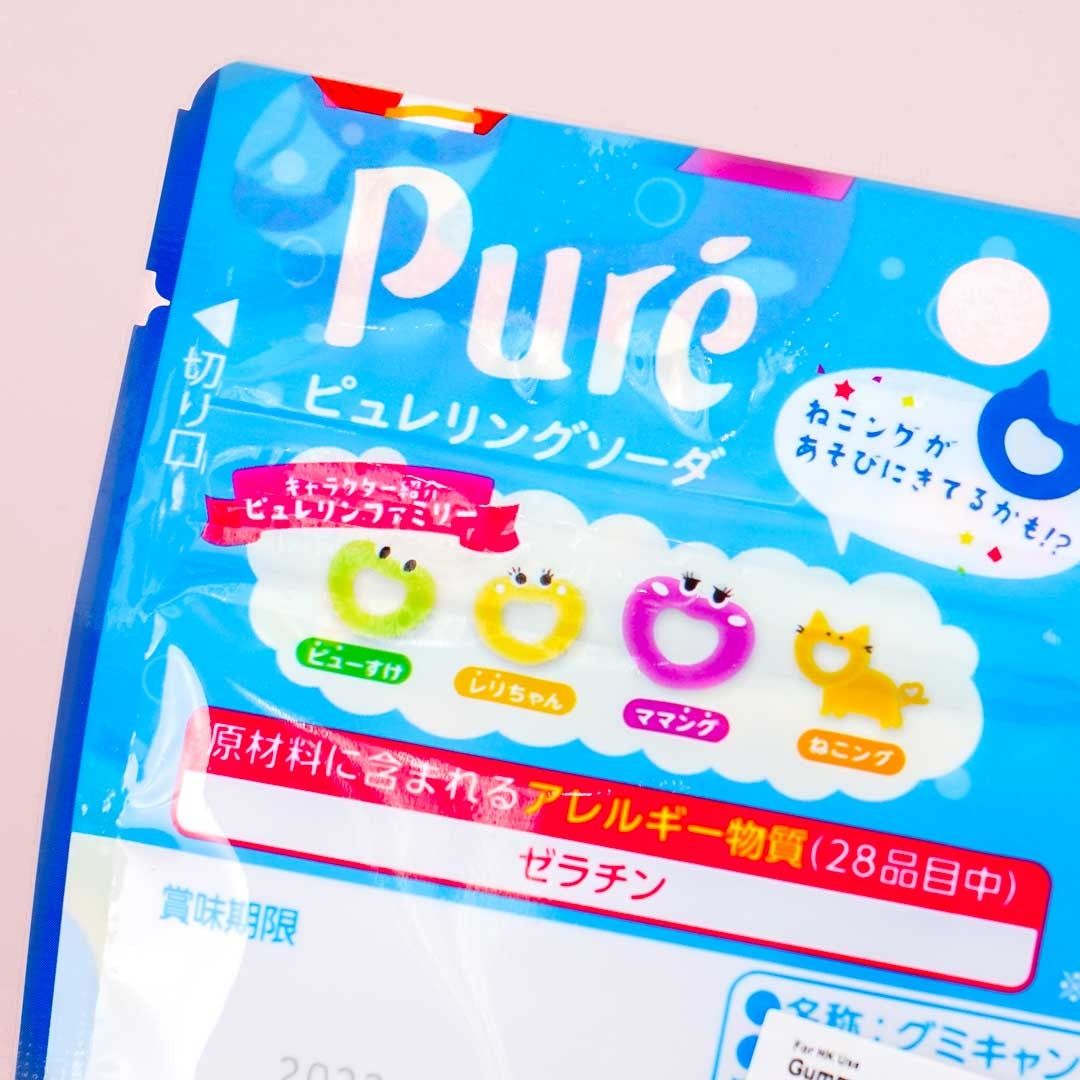 Puré
ピュレリングソーダ
切り口
ねこングが
あそびにきてるかも!?
キャラクター紹介
ピュレリンファミリー
ピューすけ
レリちゃん
ママング
ねこング
原材料に含まれるアレルギー物質(28品目中)
ゼラチン
賞味期限
名称:グミキャン
For HK Use
Gumm